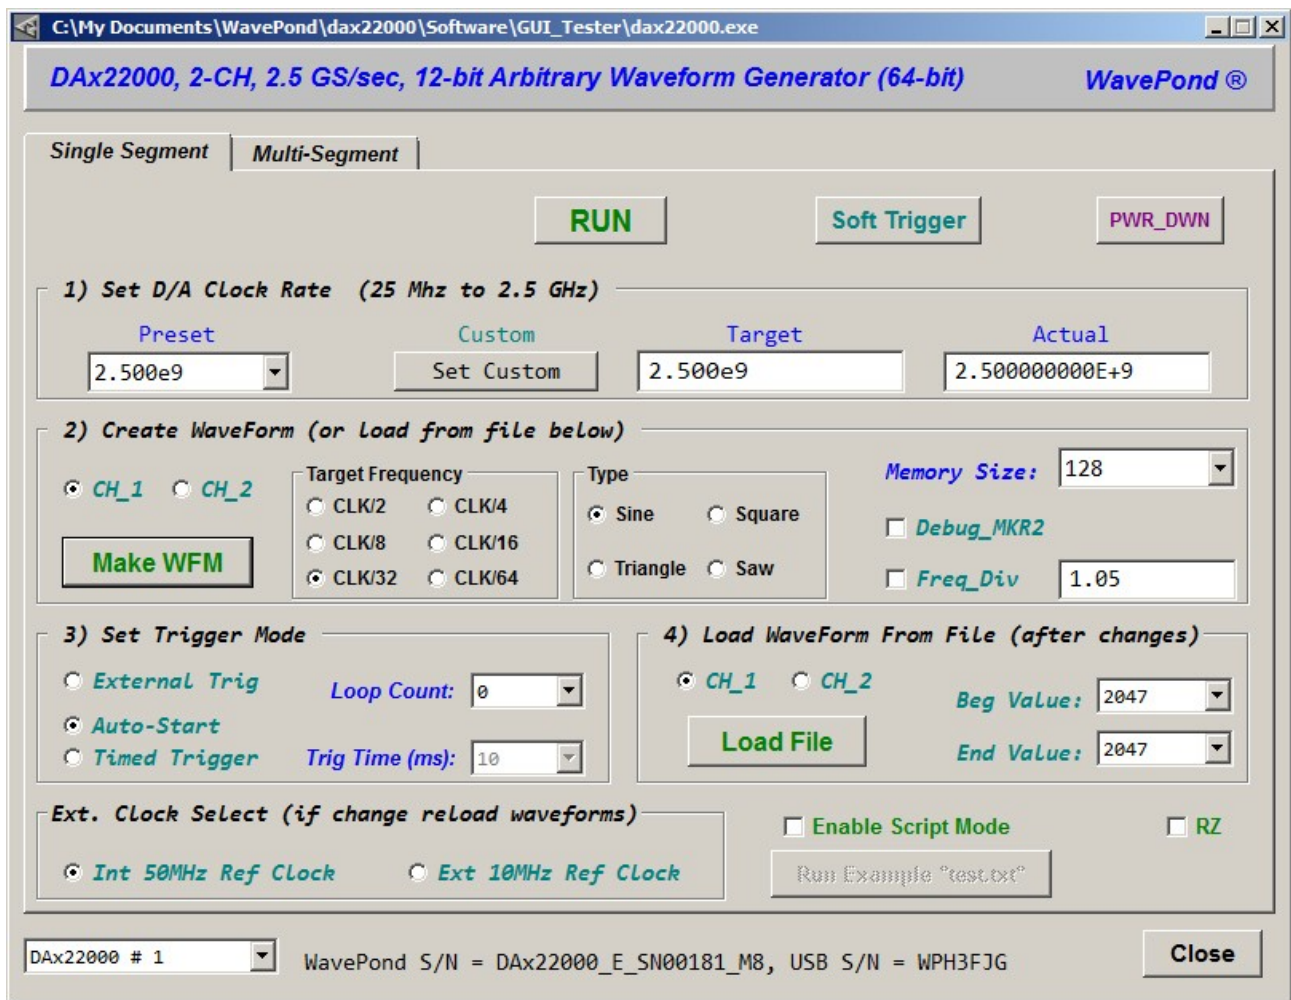 C:\My Documents\WavePond\dax22000\Software\GUI_Tester\dax22000.exe
DAx22000, 2-CH, 2.5 GS/sec, 12-bit Arbitrary Waveform Generator (64-bit) WavePond ®
Single Segment Multi-Segment
RUN Soft Trigger PWR_DWN
1) Set D/A Clock Rate (25 Mhz to 2.5 GHz)
Preset Custom Target Actual
2.500e9 Set Custom 2.500e9 2.500000000E+9
2) Create WaveForm (or load from file below)
CH_1 CH_2
Make WFM
Target Frequency
CLK/2 CLK/4
CLK/8 CLK/16
CLK/32 CLK/64
Type
Sine Square
Triangle Saw
Memory Size: 128
Debug_MKR2
Freq_Div 1.05
3) Set Trigger Mode
External Trig
Auto-Start
Timed Trigger
Loop Count: 0
Trig Time (ms): 10
4) Load WaveForm From File (after changes)
CH_1 CH_2
Load File
Beg Value: 2047
End Value: 2047
Ext. Clock Select (if change reload waveforms)
Int 50MHz Ref Clock Ext 10MHz Ref Clock
Enable Script Mode RZ
Run Example "test.txt"
DAx22000 # 1 WavePond S/N = DAx22000_E_SN00181_M8, USB S/N = WPH3FJG Close